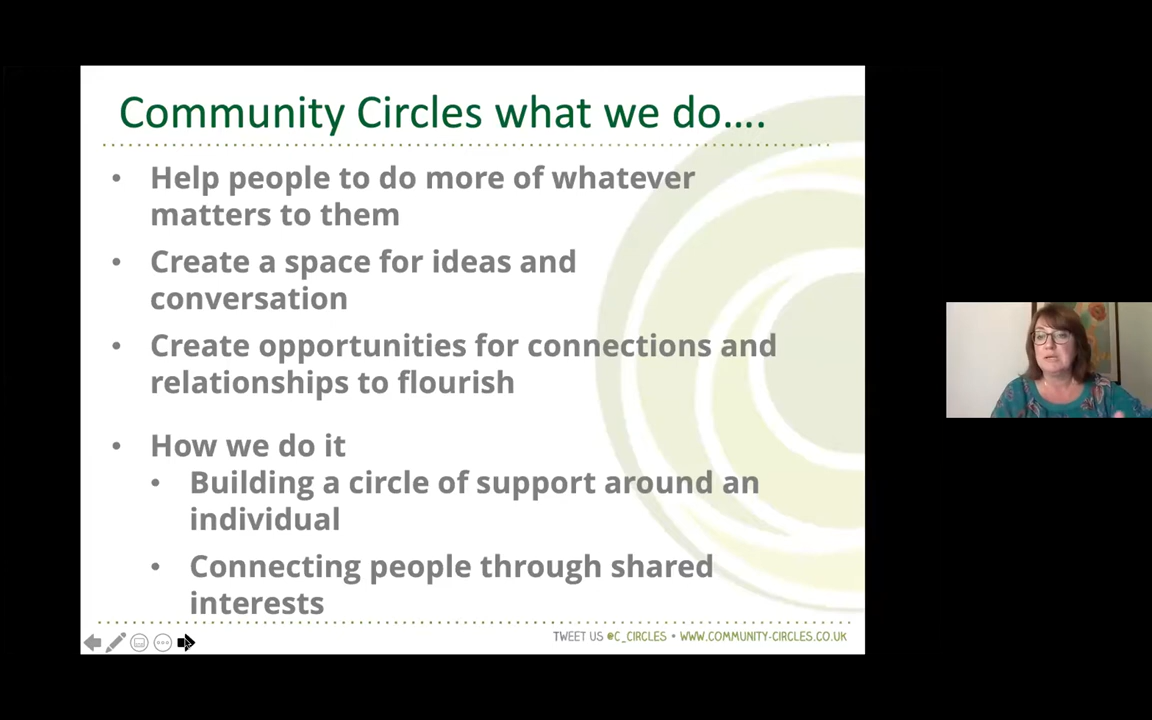 Community Circles what we do….
• Help people to do more of whatever
matters to them
• Create a space for ideas and
conversation
• Create opportunities for connections and
relationships to flourish
• How we do it
• Building a circle of support around an
individual
• Connecting people through shared
interests
TWEET US @C_CIRCLES • WWW.COMMUNITY-CIRCLES.CO.UK